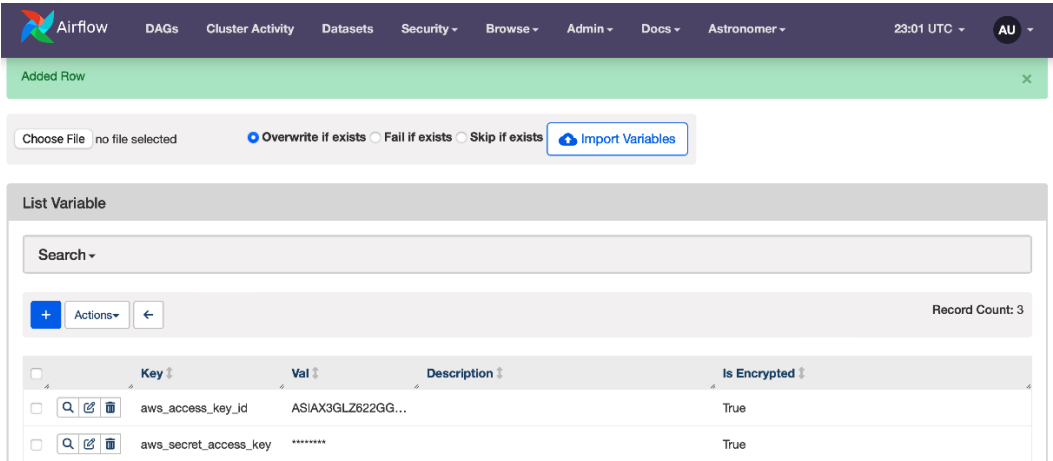 Airflow DAGs Cluster Activity Datasets Security Browse Admin Docs Astronomer 23:01 UTC AU
Added Row ×
Choose File no file selected Overwrite if exists Fail if exists Skip if exists Import Variables
List Variable
Search
+ Actions ← Record Count: 3
Key Val Description Is Encrypted
aws_access_key_id ASIAX3GLZ622GG... True
aws_secret_access_key ******** True